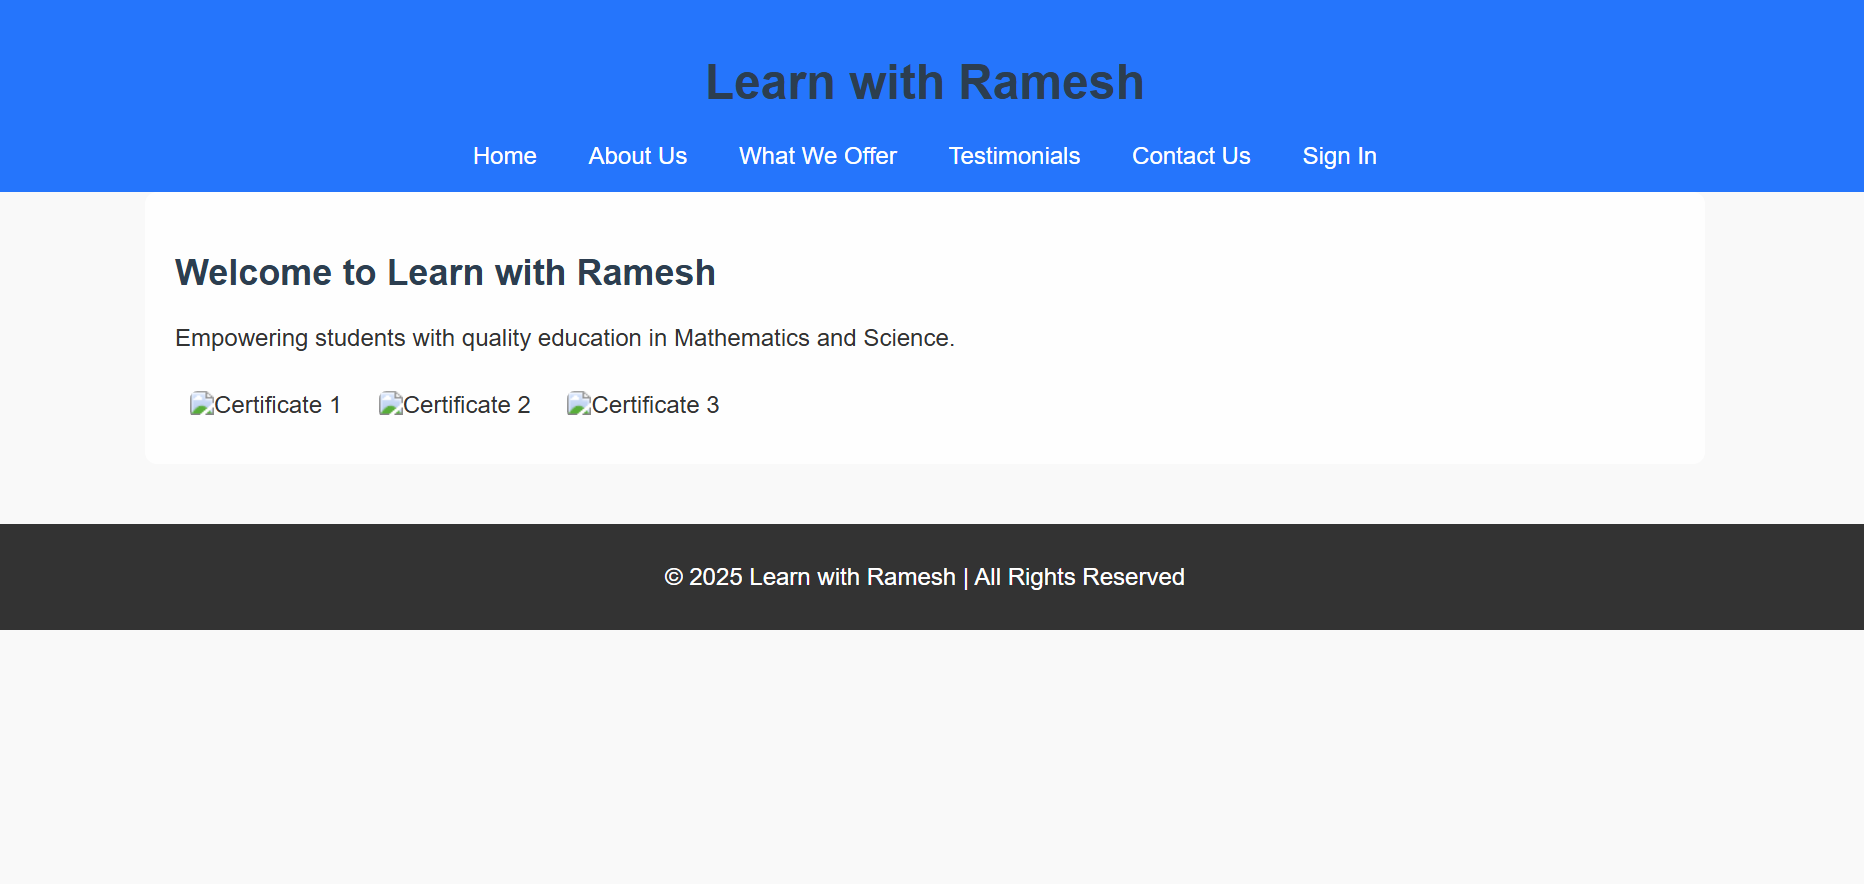 Learn with Ramesh
Home About Us What We Offer Testimonials Contact Us Sign In
Welcome to Learn with Ramesh
Empowering students with quality education in Mathematics and Science.
Certificate 1 Certificate 2 Certificate 3
© 2025 Learn with Ramesh | All Rights Reserved